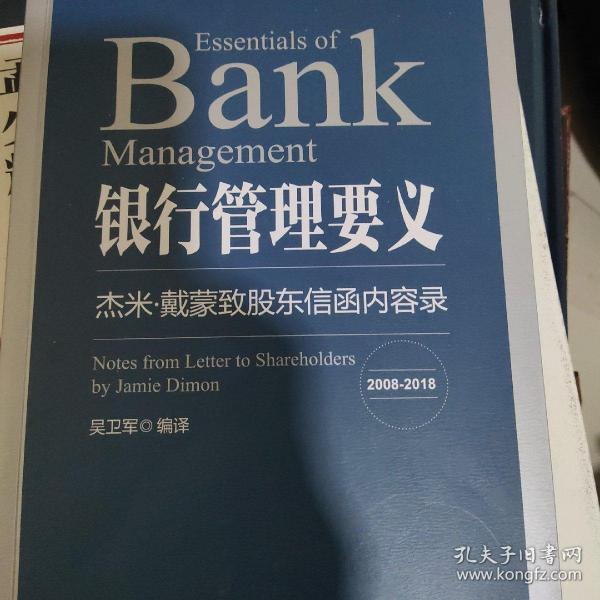 Essentials of
Bank
Management
银行管理要义
杰米·戴蒙致股东信函内容录
Notes from Letter to Shareholders
by Jamie Dimon
2008-2018
吴卫军◎编译
孔夫子旧书网
www.kongfz.com